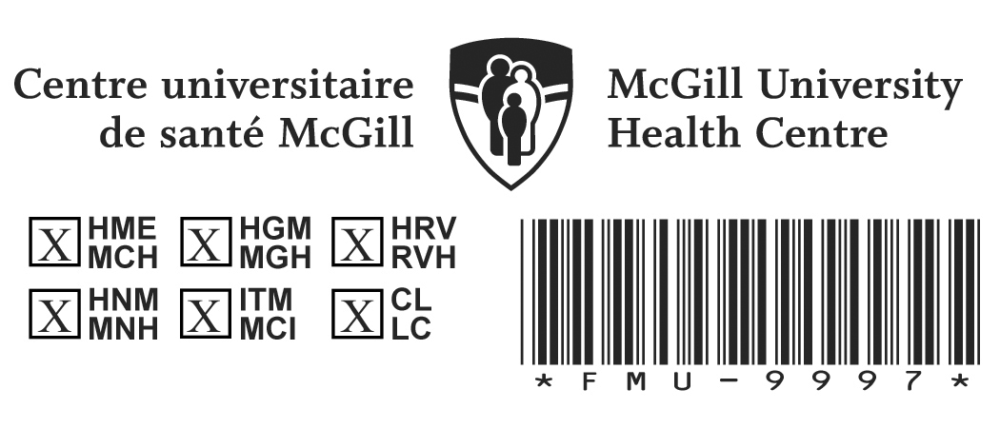 Centre universitaire
de santé McGill
McGill University
Health Centre
X HME
MCH
X HGM
MGH
X HRV
RVH
X HNM
MNH
X ITM
MCI
X CL
LC
*FMU-9997*